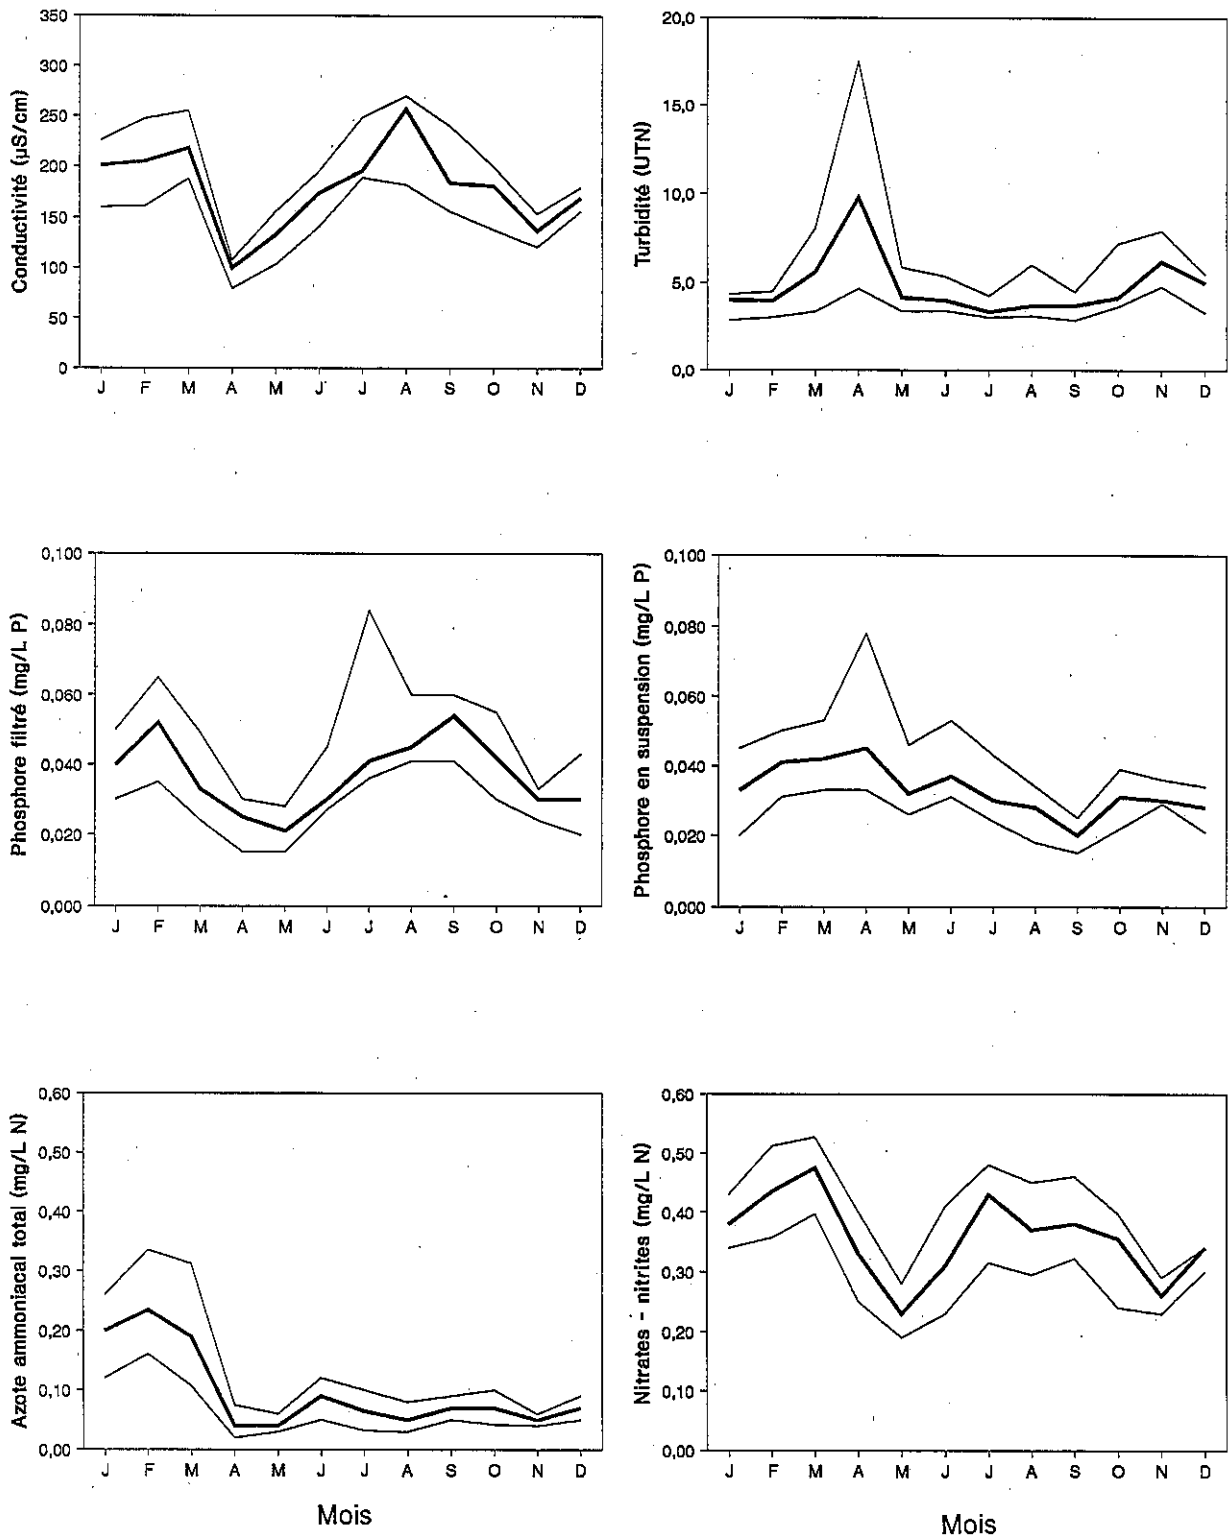 Conductivité (µS/cm)
350
300
250
200
150
100
50
0
J F M A M J J A S O N D
Turbidité (UTN)
20,0
15,0
10,0
5,0
0,0
J F M A M J J A S O N D
Phosphore filtré (mg/L P)
0,100
0,080
0,060
0,040
0,020
0,000
J F M A M J J A S O N D
Phosphore en suspension (mg/L P)
0,100
0,080
0,060
0,040
0,020
0,000
J F M A M J J A S O N D
Azote ammoniacal total (mg/L N)
0,60
0,50
0,40
0,30
0,20
0,10
0,00
J F M A M J J A S O N D
Mois
Nitrates - nitrites (mg/L N)
0,60
0,50
0,40
0,30
0,20
0,10
0,00
J F M A M J J A S O N D
Mois